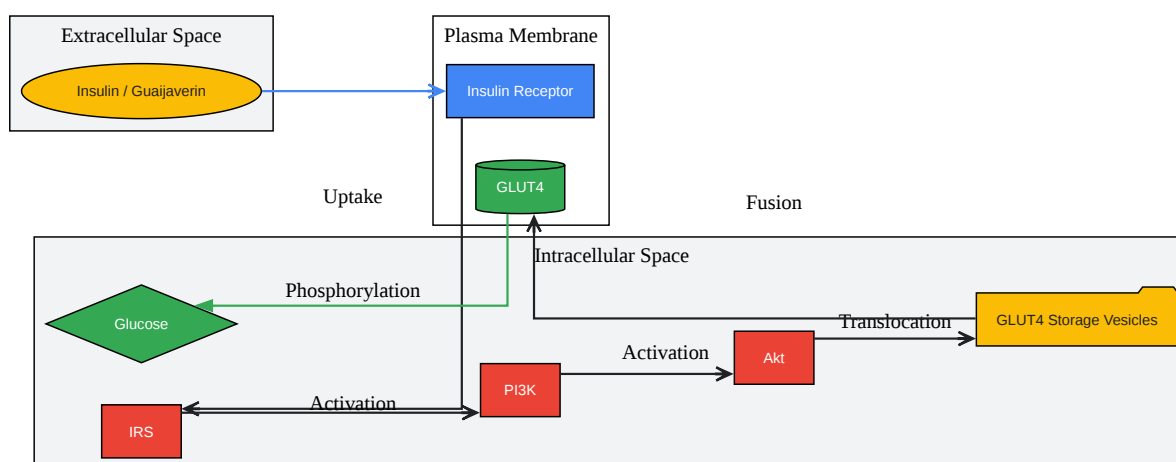 Extracellular Space
Plasma Membrane
Insulin / Guaijaverin
Insulin Receptor
GLUT4
Uptake
Fusion
Intracellular Space
Phosphorylation
Glucose
GLUT4 Storage Vesicles
Translocation
Activation
Akt
PI3K
Activation
IRS